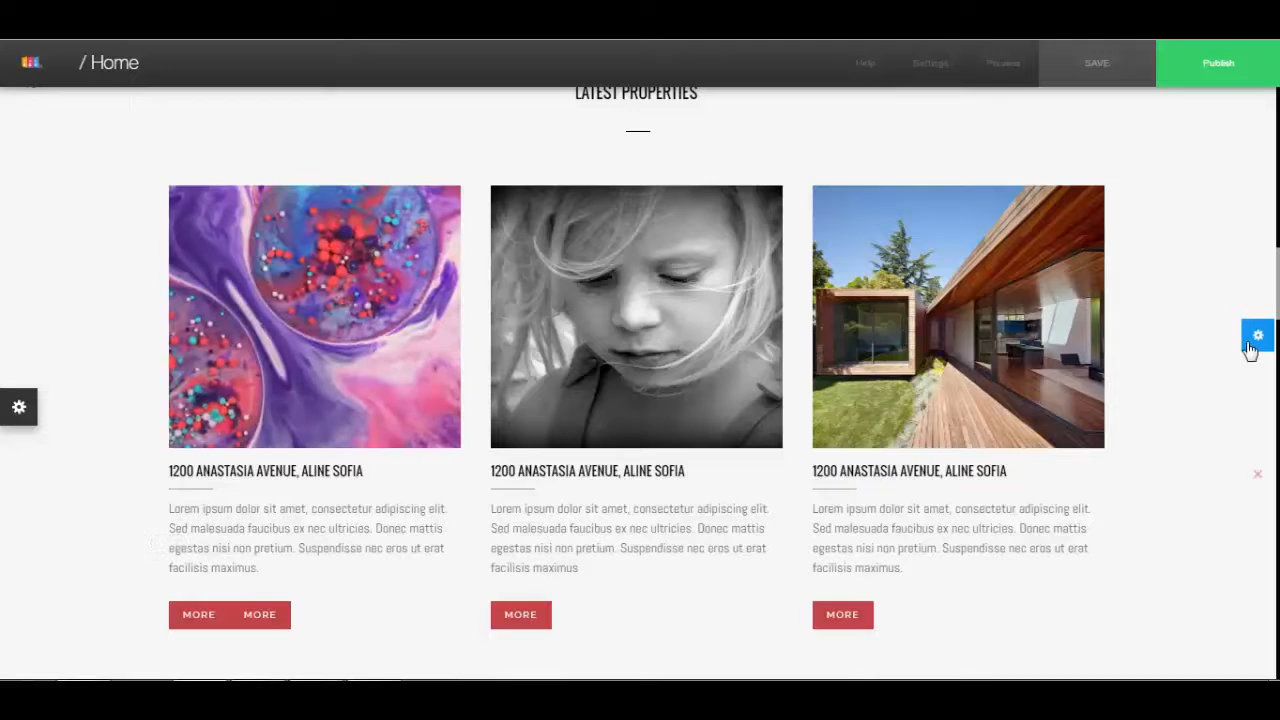 / Home
Help
Settings
Preview
SAVE
Publish
LATEST PROPERTIES
1200 ANASTASIA AVENUE, ALINE SOFIA
Lorem ipsum dolor sit amet, consectetur adipiscing elit.
Sed malesuada faucibus ex nec ultricies. Donec mattis
egestas nisi non pretium. Suspendisse nec eros ut erat
facilisis maximus.
MORE
MORE
1200 ANASTASIA AVENUE, ALINE SOFIA
Lorem ipsum dolor sit amet, consectetur adipiscing elit.
Sed malesuada faucibus ex nec ultricies. Donec mattis
egestas nisi non pretium. Suspendisse nec eros ut erat
facilisis maximus
MORE
1200 ANASTASIA AVENUE, ALINE SOFIA
Lorem ipsum dolor sit amet, consectetur adipiscing elit.
Sed malesuada faucibus ex nec ultricies. Donec mattis
egestas nisi non pretium. Suspendisse nec eros ut erat
facilisis maximus.
MORE